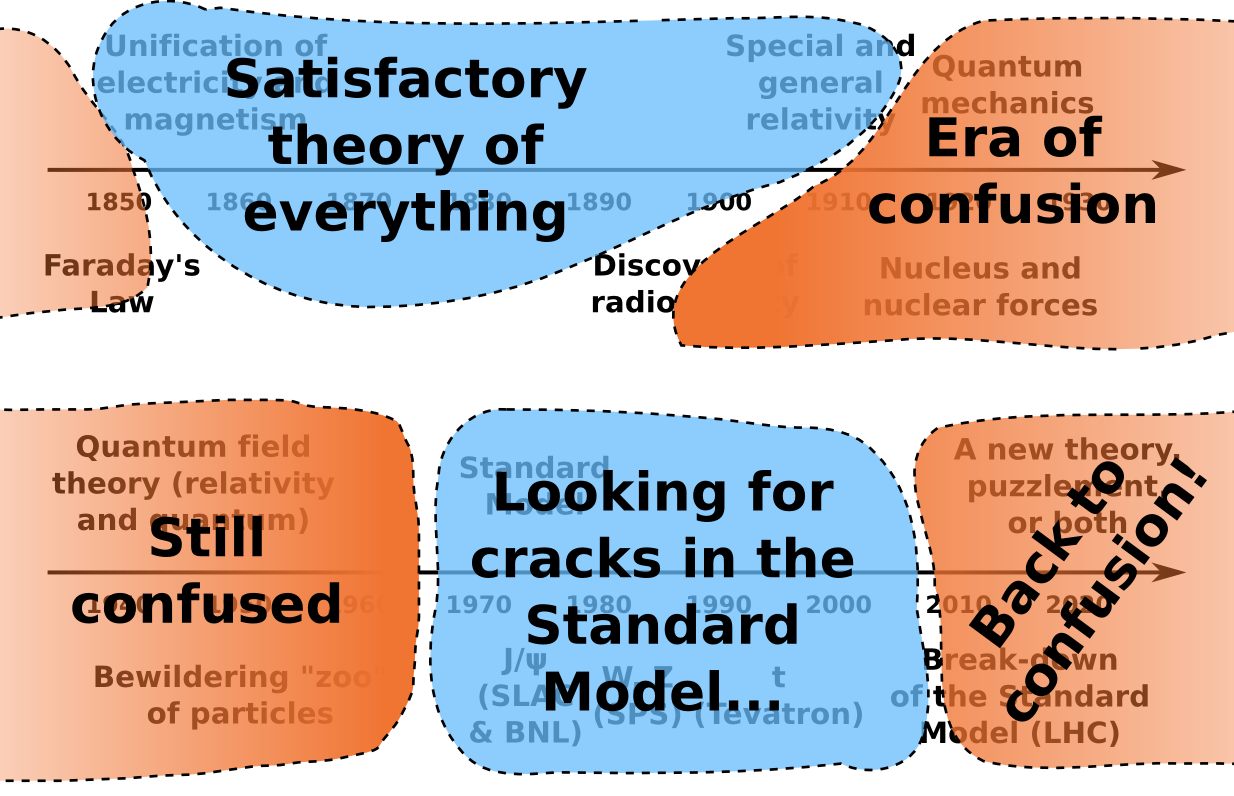 Unification of
electricity and
magnetism
Satisfactory
theory of
everything
Special and
general
relativity
Quantum
mechanics
Era of
confusion
1850 1860 1870 1880 1890 1900 1910 1920 1930
Faraday's
Law
Discovery of
radioactivity
Nucleus and
nuclear forces
Quantum field
theory (relativity
and quantum)
Still
confused
Standard
Model
Looking for
cracks in the
Standard
Model...
A new theory,
puzzlement,
or both
Back to
confusion!
1940 1950 1960 1970 1980 1990 2000 2010 2020
Bewildering "zoo"
of particles
J/ψ
(SLAC
& BNL)
W, Z
(SPS)
t
(Tevatron)
Break-down
of the Standard
Model (LHC)